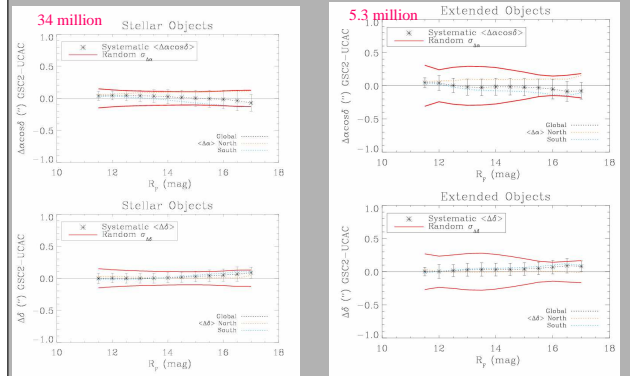 34 million
Stellar Objects
Systematic <Δαcosδ>
Random σΔα
Δαcosδ (") GSC2-UCAC
1.0
0.5
0.0
-0.5
-1.0
Global
<Δα> North
South
10 12 14 16 18
RF (mag)
Stellar Objects
Systematic <Δδ>
Random σΔδ
Δδ (") GSC2-UCAC
1.0
0.5
0.0
-0.5
-1.0
Global
<Δδ> North
South
10 12 14 16 18
RF (mag)
5.3 million
Extended Objects
Systematic <Δαcosδ>
Random σΔα
Δαcosδ (") GSC2-UCAC
1.0
0.5
0.0
-0.5
-1.0
Global
<Δα> North
South
10 12 14 16 18
RF (mag)
Extended Objects
Systematic <Δδ>
Random σΔδ
Δδ (") GSC2-UCAC
1.0
0.5
0.0
-0.5
-1.0
Global
<Δδ> North
South
10 12 14 16 18
RF (mag)